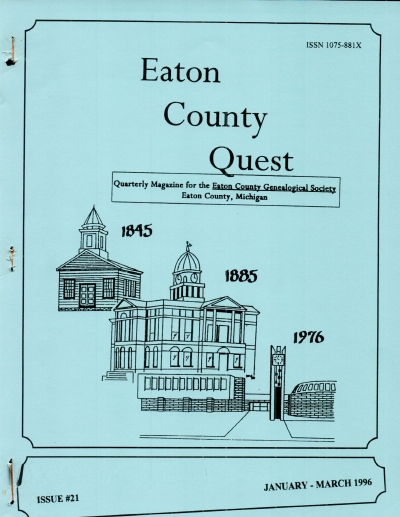 ISSN 1075-881X
Eaton
County
Quest
Quarterly Magazine for the Eaton County Genealogical Society
Eaton County, Michigan
1845
1885
1976
ISSUE #21
JANUARY - MARCH 1996